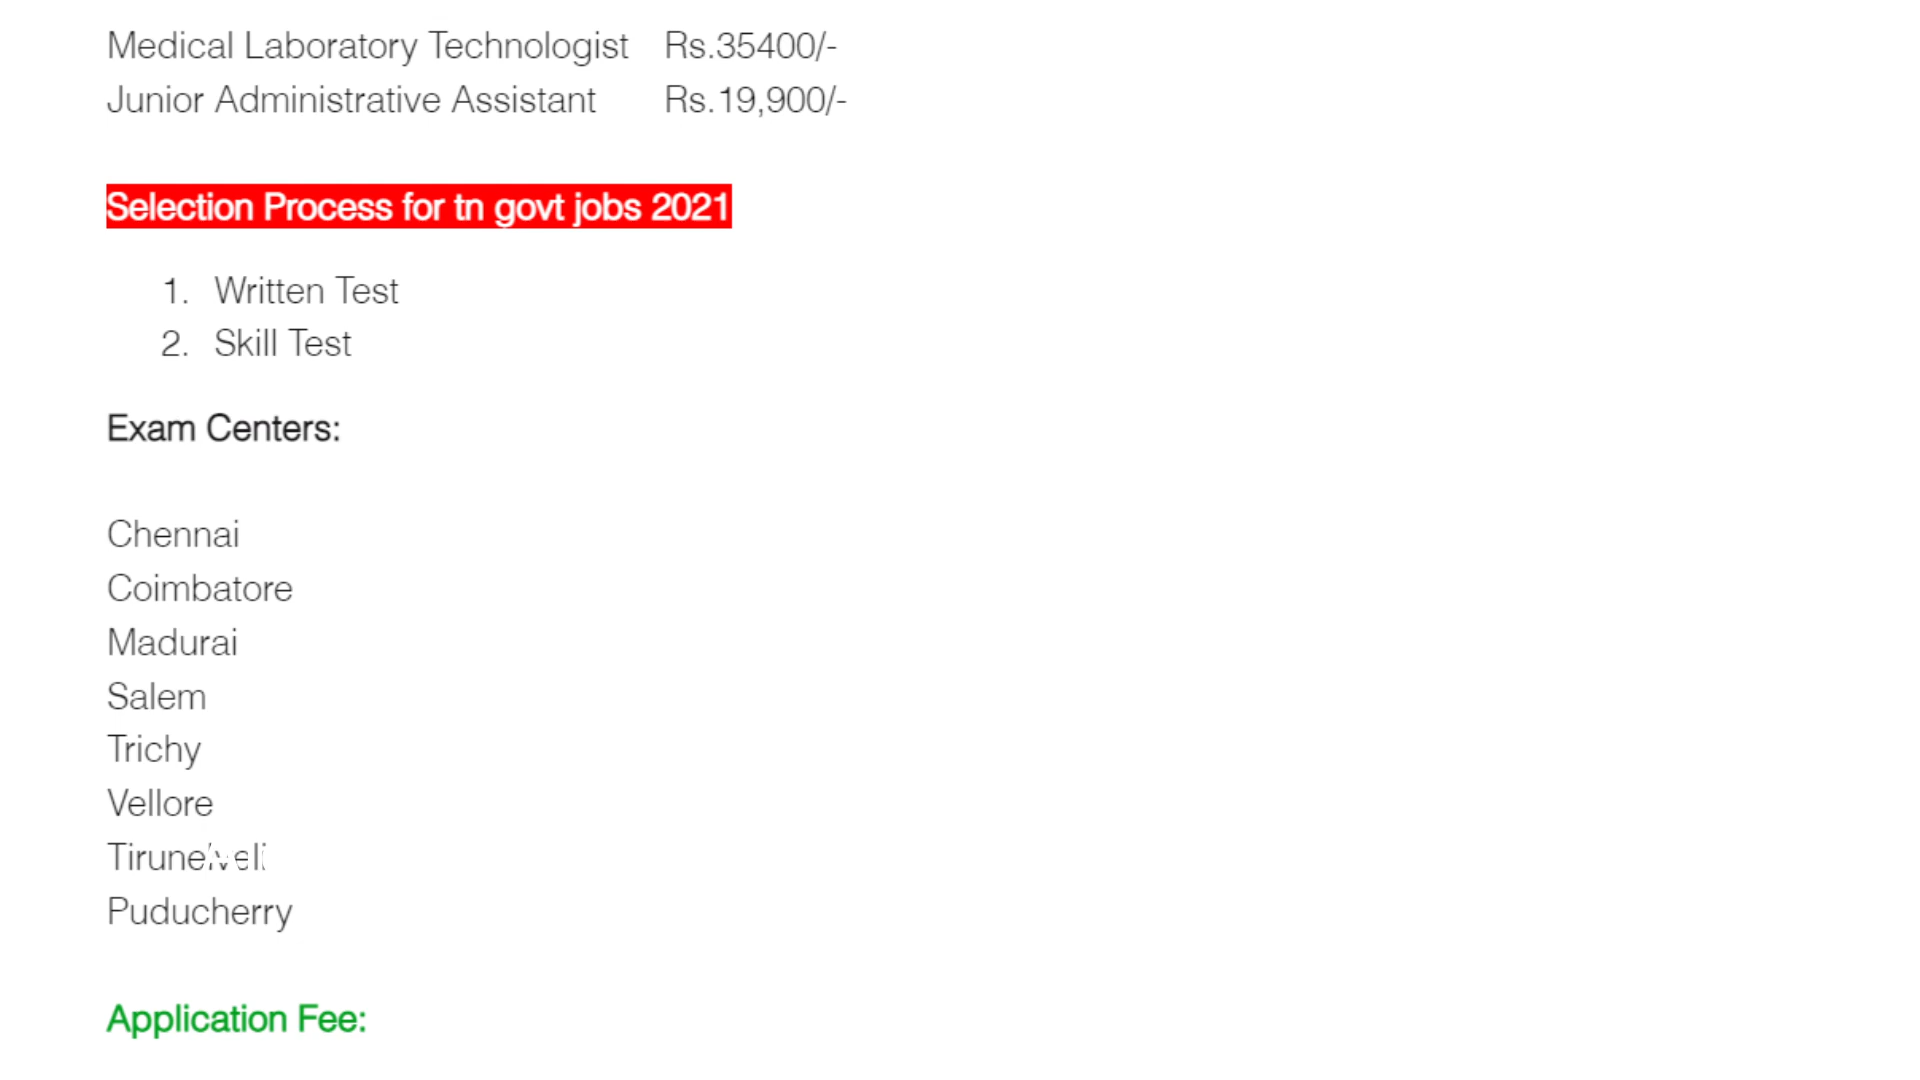 Medical Laboratory Technologist Rs.35400/-
Junior Administrative Assistant Rs.19,900/-
Selection Process for tn govt jobs 2021
1. Written Test
2. Skill Test
Exam Centers:
Chennai
Coimbatore
Madurai
Salem
Trichy
Vellore
Tirunelveli
Puducherry
Application Fee: